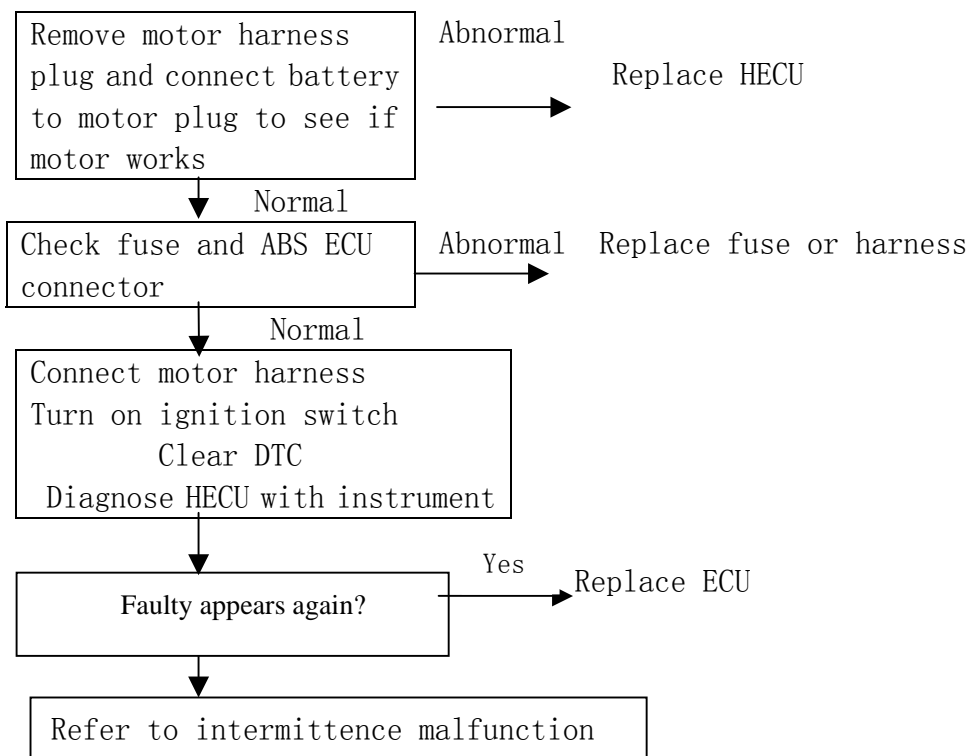 Remove motor harness
plug and connect battery
to motor plug to see if
motor works
Abnormal
Replace HECU
Normal
Check fuse and ABS ECU
connector
Abnormal
Replace fuse or harness
Normal
Connect motor harness
Turn on ignition switch
Clear DTC
Diagnose HECU with instrument
Faulty appears again?
Yes
Replace ECU
Refer to intermittence malfunction